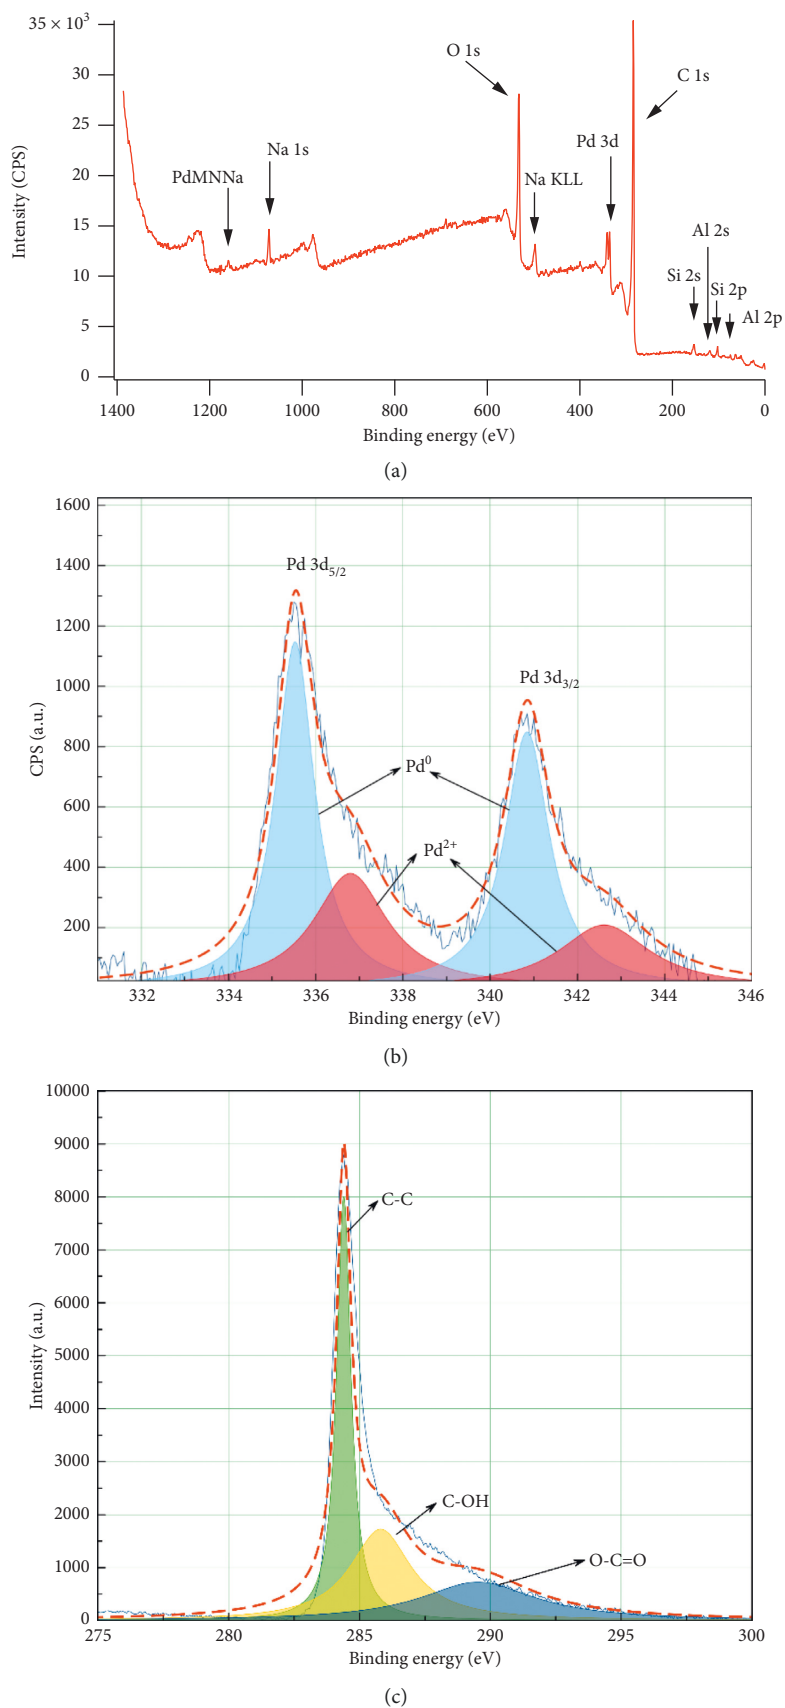 35 × 10³
30
25
20
15
10
5
0
Intensity (CPS)
O 1s
C 1s
Na 1s
Pd 3d
PdMNNa
Na KLL
Al 2s
Si 2s
Si 2p
Al 2p
1400 1200 1000 800 600 400 200 0
Binding energy (eV)
(a)
1600
1400
1200
1000
800
600
400
200
CPS (a.u.)
Pd 3d5/2
Pd 3d3/2
Pd⁰
Pd²⁺
332 334 336 338 340 342 344 346
Binding energy (eV)
(b)
10000
9000
8000
7000
6000
5000
4000
3000
2000
1000
0
Intensity (a.u.)
C-C
C-OH
O-C=O
275 280 285 290 295 300
Binding energy (eV)
(c)